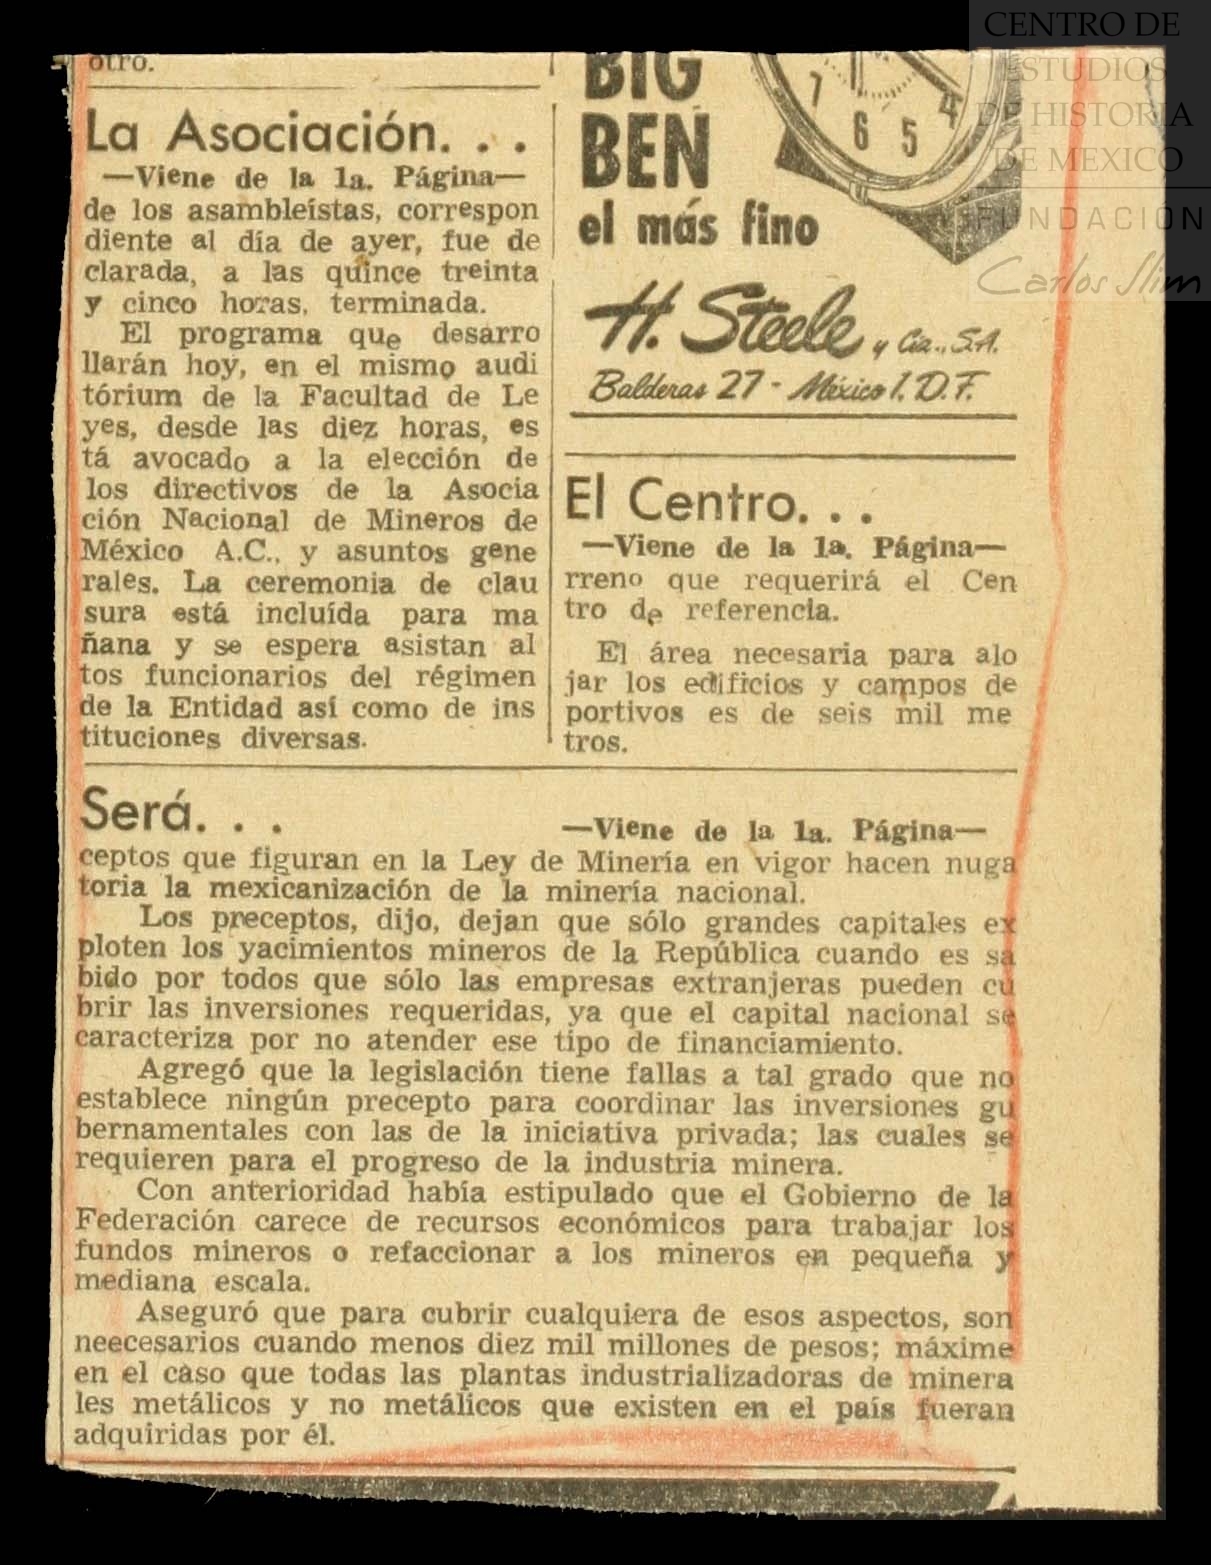 otro.
La Asociación. . .
—Viene de la 1a. Página—
de los asambleístas, correspon
diente al día de ayer, fue de
clarada, a las quince treinta
y cinco horas, terminada.
El programa que desarro
llarán hoy, en el mismo audi
tórium de la Facultad de Le
yes, desde las diez horas, es
tá avocado a la elección de
los directivos de la Asocia
ción Nacional de Mineros de
México A.C., y asuntos gene
rales. La ceremonia de clau
sura está incluída para ma
ñana y se espera asistan al
tos funcionarios del régimen
de la Entidad así como de ins
tituciones diversas.
BIG
BEN
el más fino
7 6 5 4
H. Steele y Cia., S.A.
Balderas 27 - México 1. D. F.
El Centro. . .
—Viene de la 1a. Página—
rreno que requerirá el Cen
tro de referencia.
El área necesaria para alo
jar los edificios y campos de
portivos es de seis mil me
tros.
Será. . .
—Viene de la 1a. Página—
ceptos que figuran en la Ley de Minería en vigor hacen nuga
toria la mexicanización de la minería nacional.
Los preceptos, dijo, dejan que sólo grandes capitales ex
ploten los yacimientos mineros de la República cuando es sa
bido por todos que sólo las empresas extranjeras pueden cu
brir las inversiones requeridas, ya que el capital nacional se
caracteriza por no atender ese tipo de financiamiento.
Agregó que la legislación tiene fallas a tal grado que no
establece ningún precepto para coordinar las inversiones gu
bernamentales con las de la iniciativa privada; las cuales se
requieren para el progreso de la industria minera.
Con anterioridad había estipulado que el Gobierno de la
Federación carece de recursos económicos para trabajar los
fundos mineros o refaccionar a los mineros en pequeña y
mediana escala.
Aseguró que para cubrir cualquiera de esos aspectos, son
neecesarios cuando menos diez mil millones de pesos; máxime
en el caso que todas las plantas industrializadoras de minera
les metálicos y no metálicos que existen en el país fueran
adquiridas por él.
CENTRO DE
ESTUDIOS
DE HISTORIA
DE MEXICO
FUNDACIÓN
Carlos Slim